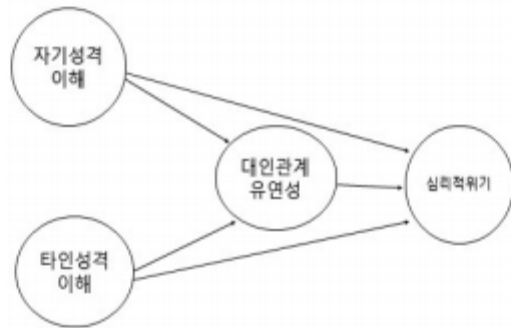 자기성격
이해
대인관계
유연성
심리적위기
타인성격
이해